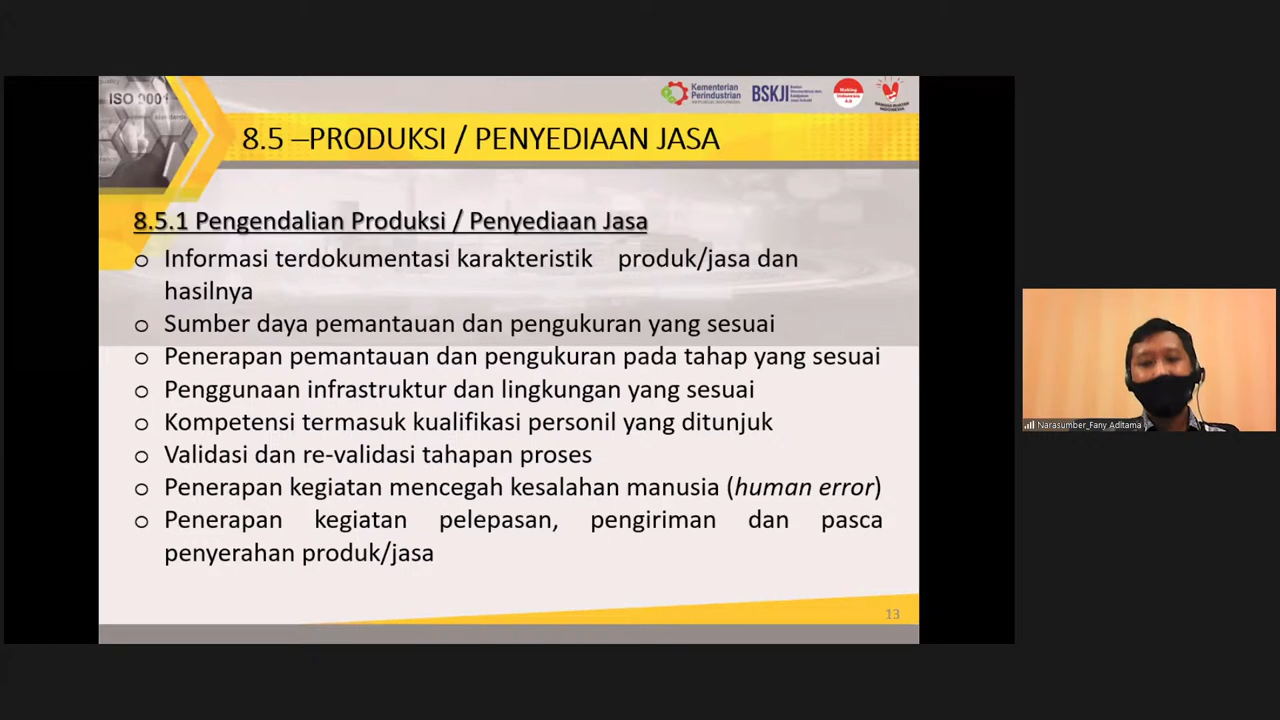 ISO 9001
Kementerian
Perindustrian
BSKJI
Making
Indonesia
4.0
8.5 –PRODUKSI / PENYEDIAAN JASA
8.5.1 Pengendalian Produksi / Penyediaan Jasa
o Informasi terdokumentasi karakteristik produk/jasa dan
hasilnya
o Sumber daya pemantauan dan pengukuran yang sesuai
o Penerapan pemantauan dan pengukuran pada tahap yang sesuai
o Penggunaan infrastruktur dan lingkungan yang sesuai
o Kompetensi termasuk kualifikasi personil yang ditunjuk
o Validasi dan re-validasi tahapan proses
o Penerapan kegiatan mencegah kesalahan manusia (human error)
o Penerapan kegiatan pelepasan, pengiriman dan pasca
penyerahan produk/jasa
13
Narasumber_Fany Aditama